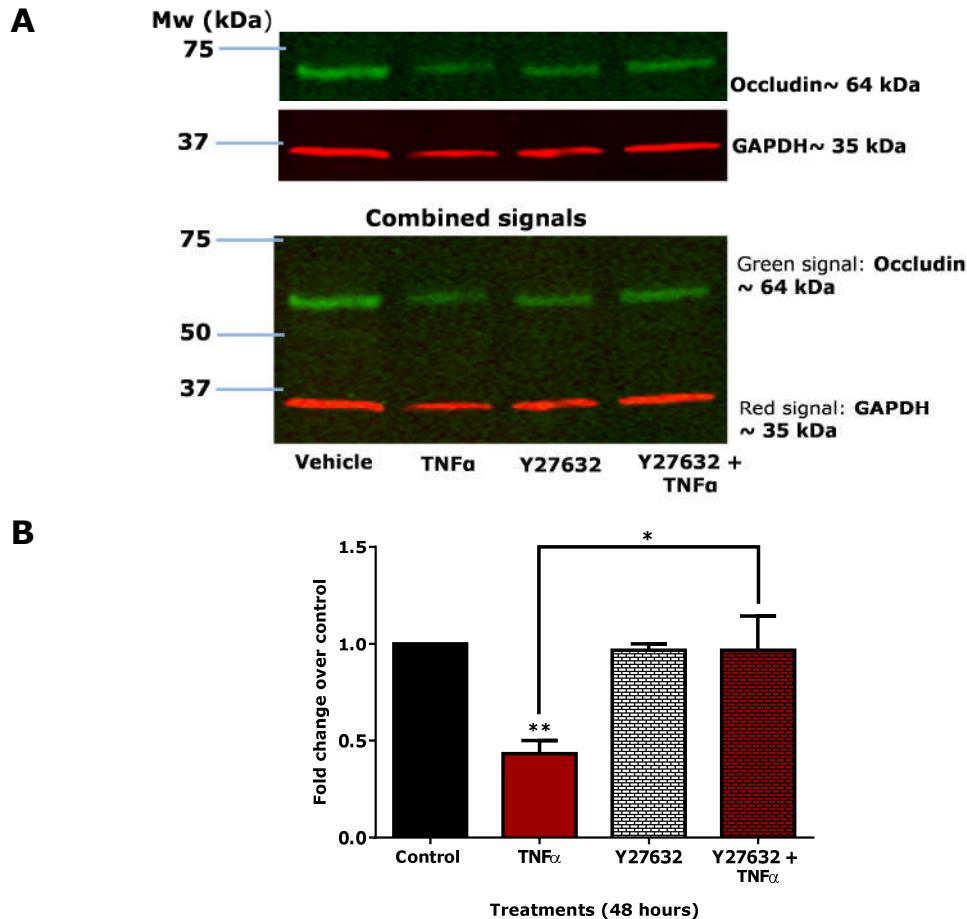 A
Mw (kDa)
75
Occludin~ 64 kDa
37
GAPDH~ 35 kDa
Combined signals
75
Green signal: Occludin
~ 64 kDa
50
37
Red signal: GAPDH
~ 35 kDa
Vehicle TNFα Y27632 Y27632 +
TNFα
B
Fold change over control
1.5
1.0
0.5
0.0
*
**
Control TNFα Y27632 Y27632 +
TNFα
Treatments (48 hours)